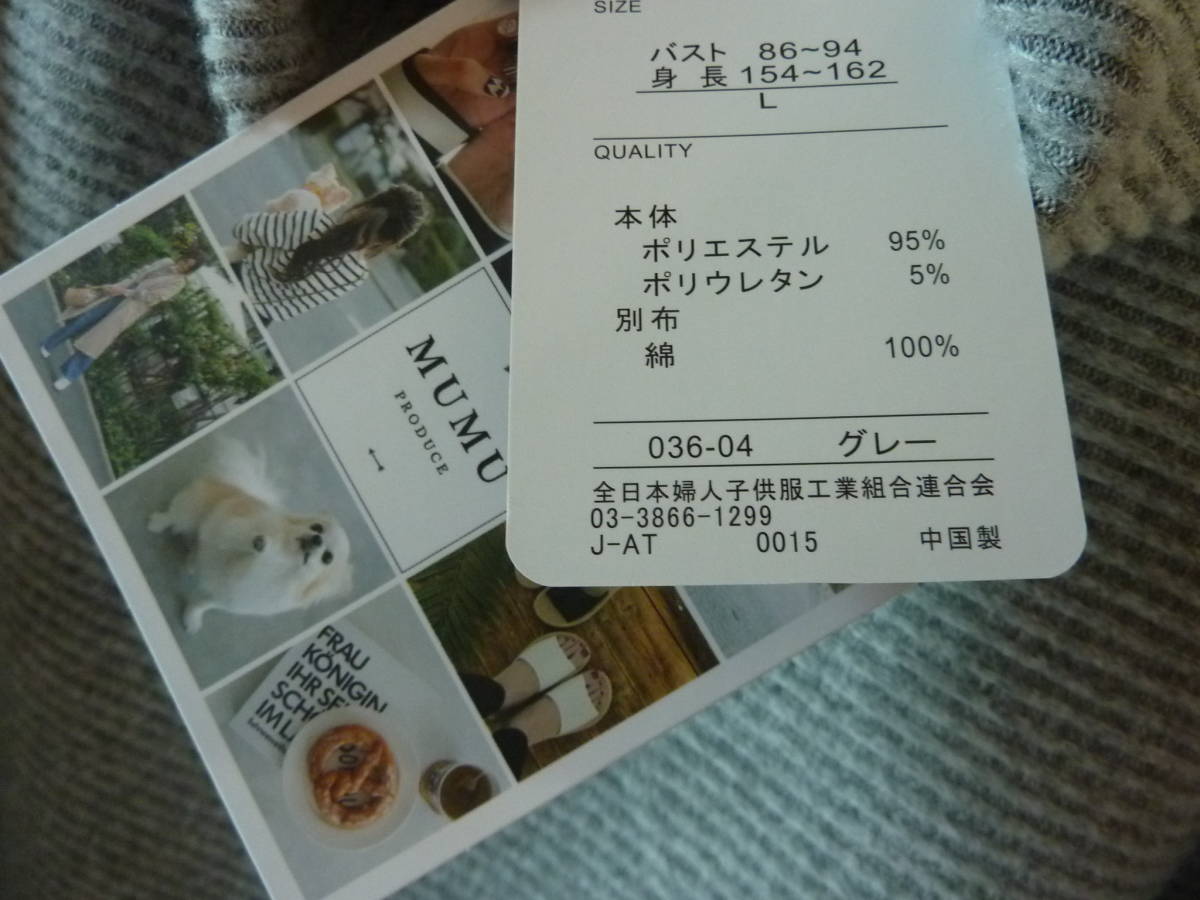 SIZE
バスト 86~94
身 長 154~162
L
QUALITY
本体
ポリエステル 95%
ポリウレタン 5%
別布
綿 100%
036-04 グレー
全日本婦人子供服工業組合連合会
03-3866-1299
J-AT 0015 中国製
MUMU
PRODUCE
FRAU
KÖNIGIN
IHR